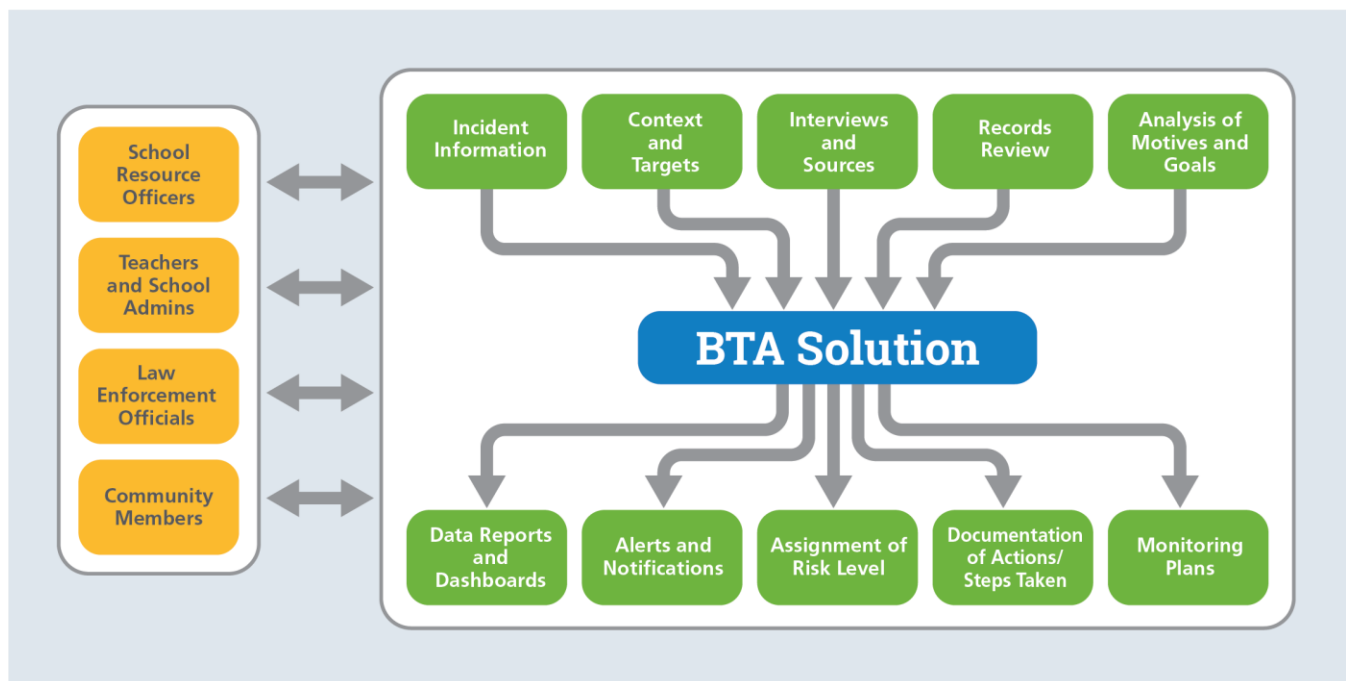 School
Resource
Officers
Teachers
and School
Admins
Law
Enforcement
Officials
Community
Members
Incident
Information
Context
and
Targets
Interviews
and
Sources
Records
Review
Analysis of
Motives and
Goals
BTA Solution
Data Reports
and
Dashboards
Alerts and
Notifications
Assignment of
Risk Level
Documentation
of Actions/
Steps Taken
Monitoring
Plans